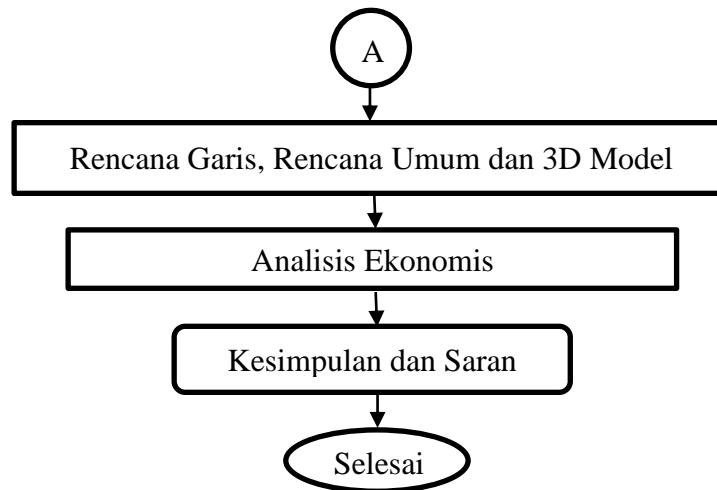 A
Rencana Garis, Rencana Umum dan 3D Model
Analisis Ekonomis
Kesimpulan dan Saran
Selesai